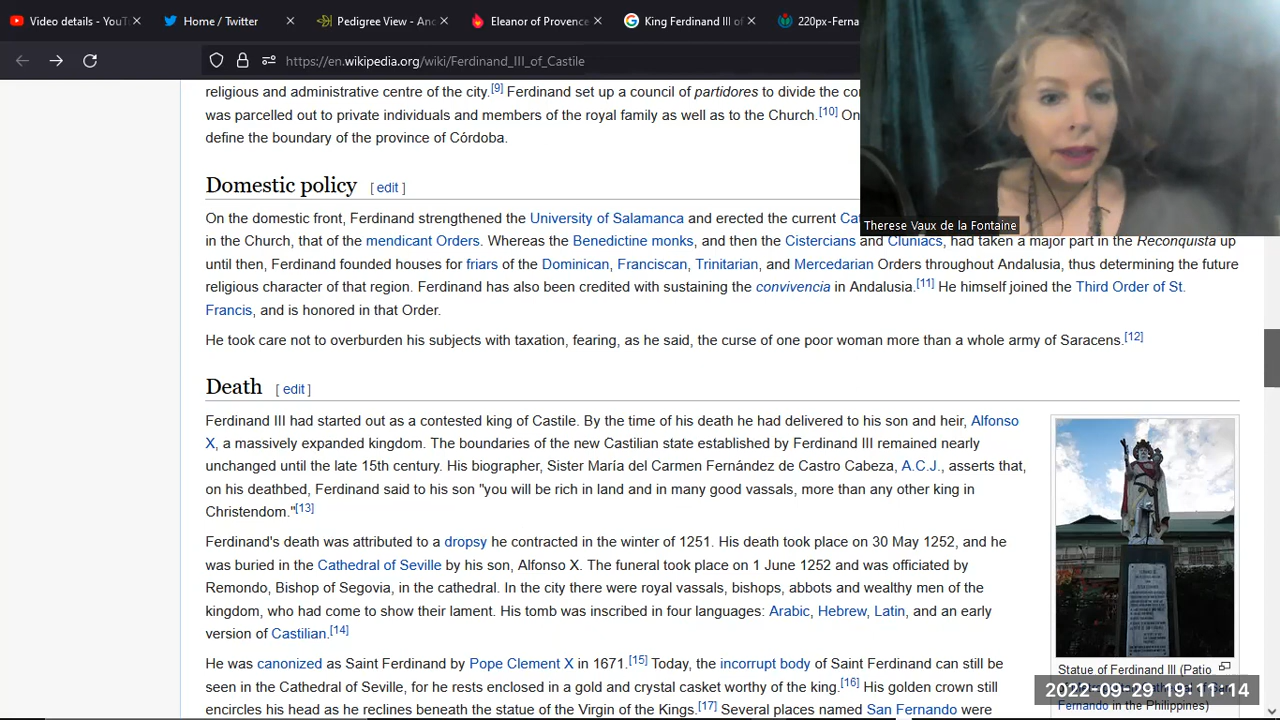 Video details - YouT
Home / Twitter
Pedigree View - Anc
Eleanor of Provence
King Ferdinand III of
220px-Ferna
https://en.wikipedia.org/wiki/Ferdinand_III_of_Castile
religious and administrative centre of the city.[9] Ferdinand set up a council of partidores to divide the
was parcelled out to private individuals and members of the royal family as well as to the Church.[10] On
define the boundary of the province of Córdoba.
Domestic policy [ edit ]
On the domestic front, Ferdinand strengthened the University of Salamanca and erected the current Cat
in the Church, that of the mendicant Orders. Whereas the Benedictine monks, and then the Cistercians and Cluniacs, had taken a major part in the Reconquista up
until then, Ferdinand founded houses for friars of the Dominican, Franciscan, Trinitarian, and Mercedarian Orders throughout Andalusia, thus determining the future
religious character of that region. Ferdinand has also been credited with sustaining the convivencia in Andalusia.[11] He himself joined the Third Order of St.
Francis, and is honored in that Order.
He took care not to overburden his subjects with taxation, fearing, as he said, the curse of one poor woman more than a whole army of Saracens.[12]
Therese Vaux de la Fontaine
Death [ edit ]
Ferdinand III had started out as a contested king of Castile. By the time of his death he had delivered to his son and heir, Alfonso
X, a massively expanded kingdom. The boundaries of the new Castilian state established by Ferdinand III remained nearly
unchanged until the late 15th century. His biographer, Sister María del Carmen Fernández de Castro Cabeza, A.C.J., asserts that,
on his deathbed, Ferdinand said to his son "you will be rich in land and in many good vassals, more than any other king in
Christendom."[13]
Ferdinand's death was attributed to a dropsy he contracted in the winter of 1251. His death took place on 30 May 1252, and he
was buried in the Cathedral of Seville by his son, Alfonso X. The funeral took place on 1 June 1252 and was officiated by
Remondo, Bishop of Segovia, in the cathedral. In the city there were royal vassals, bishops, abbots and wealthy men of the
kingdom, who had come to show their lament. His tomb was inscribed in four languages: Arabic, Hebrew, Latin, and an early
version of Castilian.[14]
He was canonized as Saint Ferdinand by Pope Clement X in 1671.[15] Today, the incorrupt body of Saint Ferdinand can still be
seen in the Cathedral of Seville, for he rests enclosed in a gold and crystal casket worthy of the king.[16] His golden crown still
encircles his head as he reclines beneath the statue of the Virgin of the Kings.[17] Several places named San Fernando were
Statue of Ferdinand III (Patio
Fernando in the Philippines)
2022-09-29 19:11:14